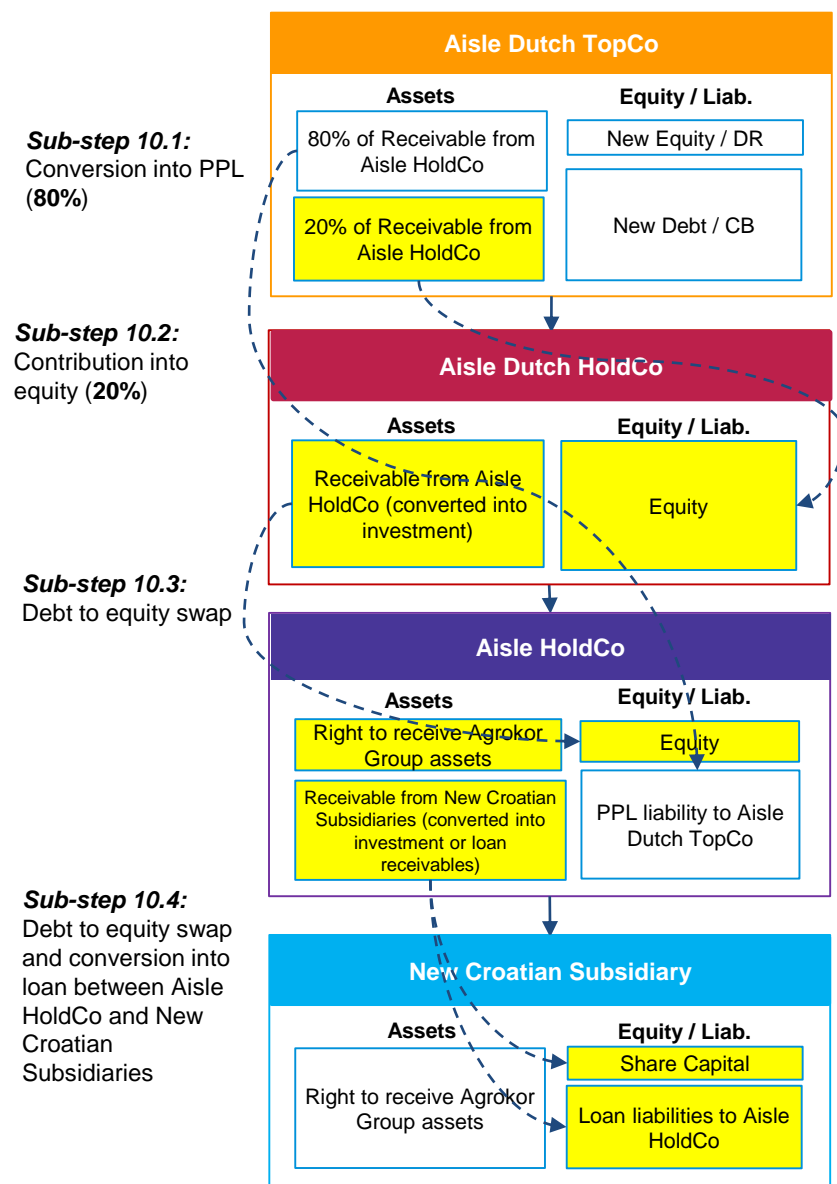 Aisle Dutch TopCo
Assets
Equity / Liab.
Sub-step 10.1:
Conversion into PPL
(80%)
80% of Receivable from
Aisle HoldCo
New Equity / DR
20% of Receivable from
Aisle HoldCo
New Debt / CB
Sub-step 10.2:
Contribution into
equity (20%)
Aisle Dutch HoldCo
Assets
Equity / Liab.
Receivable from Aisle
HoldCo (converted into
investment)
Equity
Sub-step 10.3:
Debt to equity swap
Aisle HoldCo
Assets
Equity / Liab.
Right to receive Agrokor
Group assets
Equity
Receivable from New Croatian
Subsidiaries (converted into
investment or loan
receivables)
PPL liability to Aisle
Dutch TopCo
Sub-step 10.4:
Debt to equity swap
and conversion into
loan between Aisle
HoldCo and New
Croatian
Subsidiaries
New Croatian Subsidiary
Assets
Equity / Liab.
Right to receive Agrokor
Group assets
Share Capital
Loan liabilities to Aisle
HoldCo